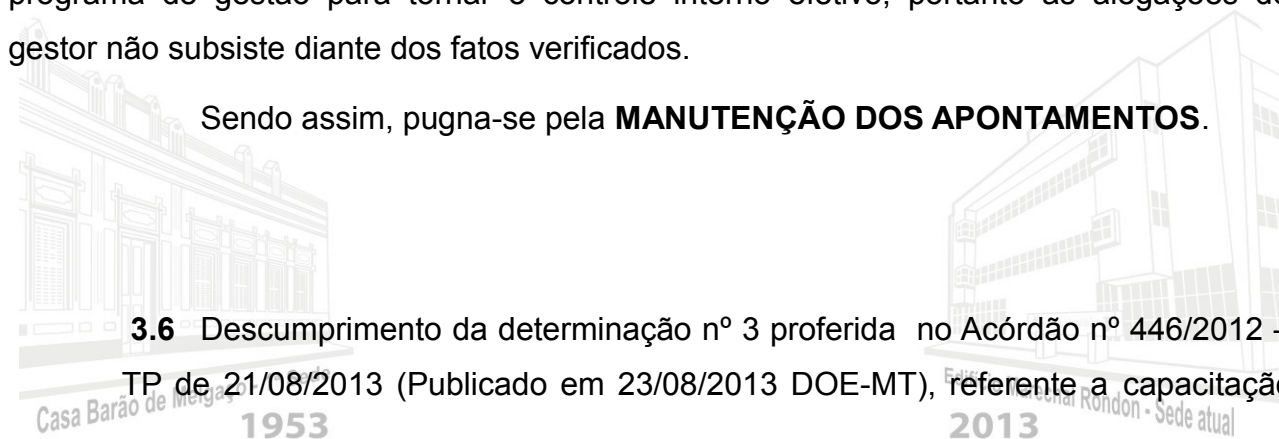 programa de gestão para tornar o controle interno efetivo, portanto as alegações do
gestor não subsiste diante dos fatos verificados.
Sendo assim, pugna-se pela MANUTENÇÃO DOS APONTAMENTOS.
3.6 Descumprimento da determinação nº 3 proferida no Acórdão nº 446/2012 -
TP de 21/08/2013 (Publicado em 23/08/2013 DOE-MT), referente a capacitação
Casa Barão de Melgaço
1953
Rondon - Sede atual
2013